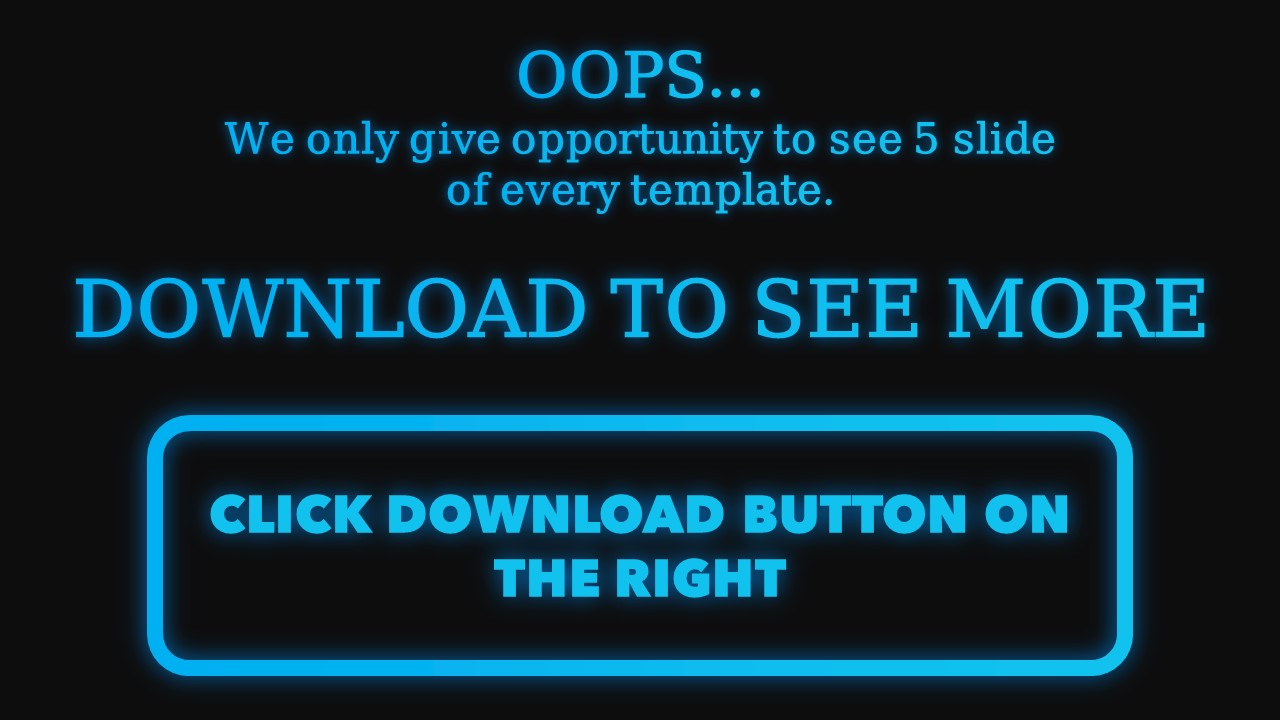 OOPS...
We only give opportunity to see 5 slide
of every template.
DOWNLOAD TO SEE MORE
CLICK DOWNLOAD BUTTON ON
THE RIGHT